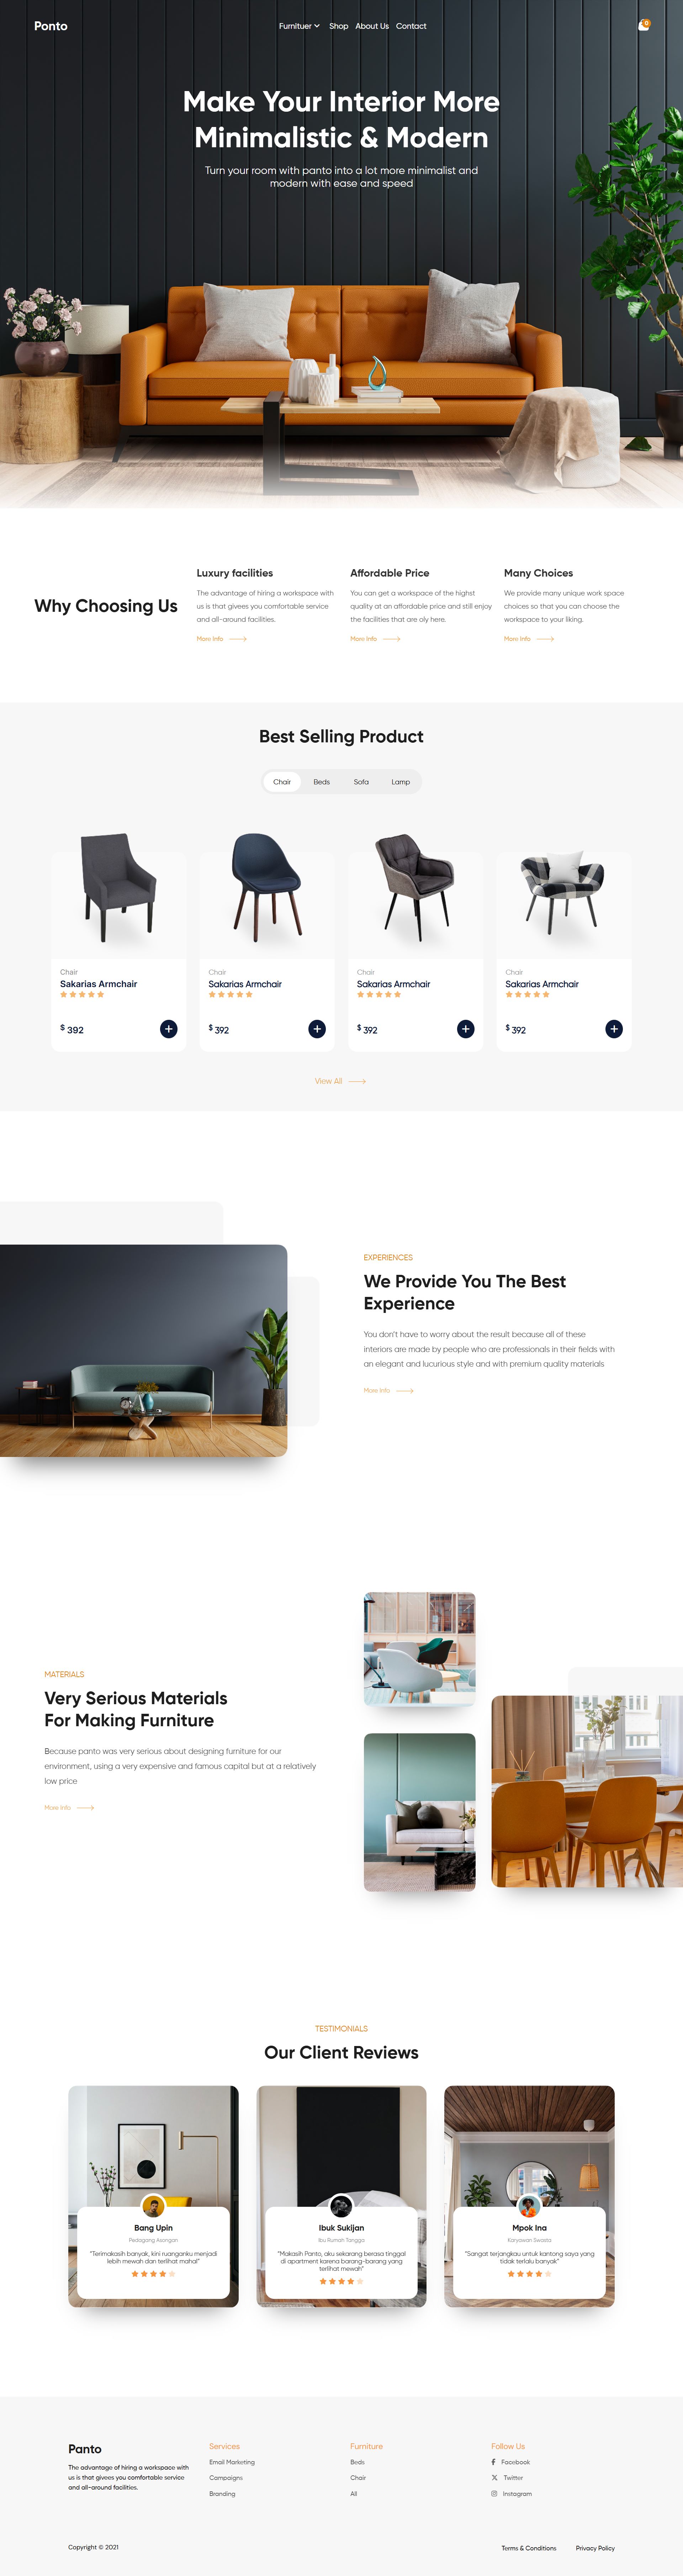 Ponto
Furnituer Shop About Us Contact
0
Make Your Interior More
Minimalistic & Modern
Turn your room with panto into a lot more minimalist and
modern with ease and speed
Why Choosing Us
Luxury facilities
The advantage of hiring a workspace with
us is that givees you comfortable service
and all-around facilities.
More Info
Affordable Price
You can get a workspace of the highst
quality at an affordable price and still enjoy
the facilities that are oly here.
More Info
Many Choices
We provide many unique work space
choices so that you can choose the
workspace to your liking.
More Info
Best Selling Product
Chair Beds Sofa Lamp
Chair
Sakarias Armchair
$ 392
Chair
Sakarias Armchair
$ 392
Chair
Sakarias Armchair
$ 392
Chair
Sakarias Armchair
$ 392
View All
EXPERIENCES
We Provide You The Best
Experience
You don't have to worry about the result because all of these
interiors are made by people who are professionals in their fields with
an elegant and lucurious style and with premium quality materials
More Info
MATERIALS
Very Serious Materials
For Making Furniture
Because panto was very serious about designing furniture for our
environment, using a very expensive and famous capital but at a relatively
low price
More Info
TESTIMONIALS
Our Client Reviews
Bang Upin
Pedagang Asongan
"Terimakasih banyak, kini ruanganku menjadi
lebih mewah dan terlihat mahal"
Ibuk Sukijan
Ibu Rumah Tangga
"Makasih Panto, aku sekarang berasa tinggal
di apartment karena barang-barang yang
terlihat mewah"
Mpok Ina
Karyawan Swasta
"Sangat terjangkau untuk kantong saya yang
tidak terlalu banyak"
Panto
The advantage of hiring a workspace with
us is that givees you comfortable service
and all-around facilities.
Services
Email Marketing
Campaigns
Branding
Furniture
Beds
Chair
All
Follow Us
Facebook
Twitter
Instagram
Copyright © 2021
Terms & Conditions Privacy Policy